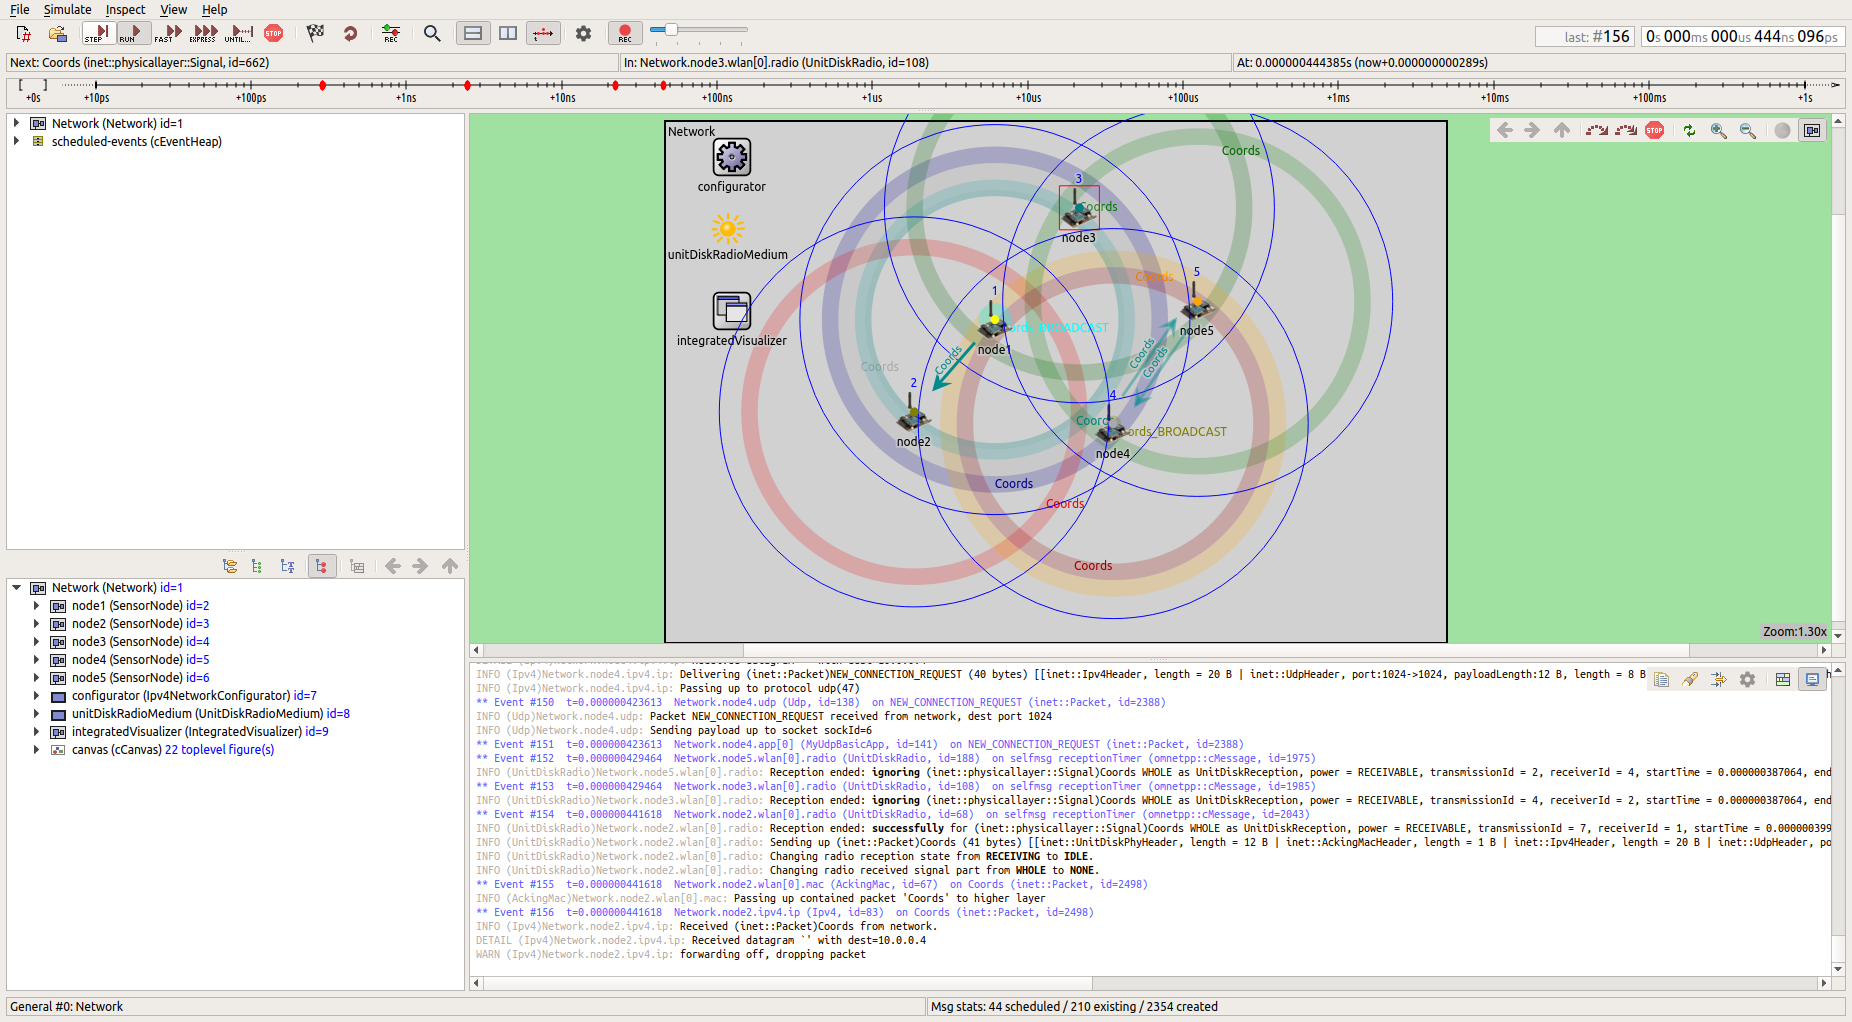 File Simulate Inspect View Help
STEP RUN FAST EXPRESS UNTIL... STOP REC REC
last: #156 0s 000ms 000us 444ns 096ps
Next: Coords (inet::physicallayer::Signal, id=662) In: Network.node3.wlan[0].radio (UnitDiskRadio, id=108) At: 0.000000444385s (now+0.000000000289s)
+0s +10ps +100ps +1ns +10ns +100ns +1us +10us +100us +1ms +10ms +100ms +1s
Network (Network) id=1
scheduled-events (cEventHeap)
Network (Network) id=1
node1 (SensorNode) id=2
node2 (SensorNode) id=3
node3 (SensorNode) id=4
node4 (SensorNode) id=5
node5 (SensorNode) id=6
configurator (Ipv4NetworkConfigurator) id=7
unitDiskRadioMedium (UnitDiskRadioMedium) id=8
integratedVisualizer (IntegratedVisualizer) id=9
canvas (cCanvas) 22 toplevel figure(s)
Network
configurator
unitDiskRadioMedium
integratedVisualizer
STOP
Coords
3
Coords
node3
Coords
5
node5
1
ords_BROADCAST
node1
Coords
Coords
Coords
Coords
2
node2
4
Coord
ords_BROADCAST
node4
Coords
Coords
Coords
Zoom:1.30x
INFO (Ipv4)Network.node4.ipv4.ip: Delivering (inet::Packet)NEW_CONNECTION_REQUEST (40 bytes) [[inet::Ipv4Header, length = 20 B | inet::UdpHeader, port:1024->1024, payloadLength:12 B, length = 8 B
INFO (Ipv4)Network.node4.ipv4.ip: Passing up to protocol udp(47)
** Event #150 t=0.000000423613 Network.node4.udp (Udp, id=138) on NEW_CONNECTION_REQUEST (inet::Packet, id=2388)
INFO (Udp)Network.node4.udp: Packet NEW_CONNECTION_REQUEST received from network, dest port 1024
INFO (Udp)Network.node4.udp: Sending payload up to socket sockId=6
** Event #151 t=0.000000423613 Network.node4.app[0] (MyUdpBasicApp, id=141) on NEW_CONNECTION_REQUEST (inet::Packet, id=2388)
** Event #152 t=0.000000429464 Network.node5.wlan[0].radio (UnitDiskRadio, id=188) on selfmsg receptionTimer (omnetpp::cMessage, id=1975)
INFO (UnitDiskRadio)Network.node5.wlan[0].radio: Reception ended: ignoring (inet::physicallayer::Signal)Coords WHOLE as UnitDiskReception, power = RECEIVABLE, transmissionId = 2, receiverId = 4, startTime = 0.000000387064, end
** Event #153 t=0.000000429464 Network.node3.wlan[0].radio (UnitDiskRadio, id=108) on selfmsg receptionTimer (omnetpp::cMessage, id=1985)
INFO (UnitDiskRadio)Network.node3.wlan[0].radio: Reception ended: ignoring (inet::physicallayer::Signal)Coords WHOLE as UnitDiskReception, power = RECEIVABLE, transmissionId = 4, receiverId = 2, startTime = 0.000000387064, end
** Event #154 t=0.000000441618 Network.node2.wlan[0].radio (UnitDiskRadio, id=68) on selfmsg receptionTimer (omnetpp::cMessage, id=2043)
INFO (UnitDiskRadio)Network.node2.wlan[0].radio: Reception ended: successfully for (inet::physicallayer::Signal)Coords WHOLE as UnitDiskReception, power = RECEIVABLE, transmissionId = 7, receiverId = 1, startTime = 0.000000399
INFO (UnitDiskRadio)Network.node2.wlan[0].radio: Sending up (inet::Packet)Coords (41 bytes) [[inet::UnitDiskPhyHeader, length = 12 B | inet::AckingMacHeader, length = 1 B | inet::Ipv4Header, length = 20 B | inet::UdpHeader, po
INFO (UnitDiskRadio)Network.node2.wlan[0].radio: Changing radio reception state from RECEIVING to IDLE.
INFO (UnitDiskRadio)Network.node2.wlan[0].radio: Changing radio received signal part from WHOLE to NONE.
** Event #155 t=0.000000441618 Network.node2.wlan[0].mac (AckingMac, id=67) on Coords (inet::Packet, id=2498)
INFO (AckingMac)Network.node2.wlan[0].mac: Passing up contained packet 'Coords' to higher layer
** Event #156 t=0.000000441618 Network.node2.ipv4.ip (Ipv4, id=83) on Coords (inet::Packet, id=2498)
INFO (Ipv4)Network.node2.ipv4.ip: Received (inet::Packet)Coords from network.
DETAIL (Ipv4)Network.node2.ipv4.ip: Received datagram `' with dest=10.0.0.4
WARN (Ipv4)Network.node2.ipv4.ip: forwarding off, dropping packet
General #0: Network Msg stats: 44 scheduled / 210 existing / 2354 created